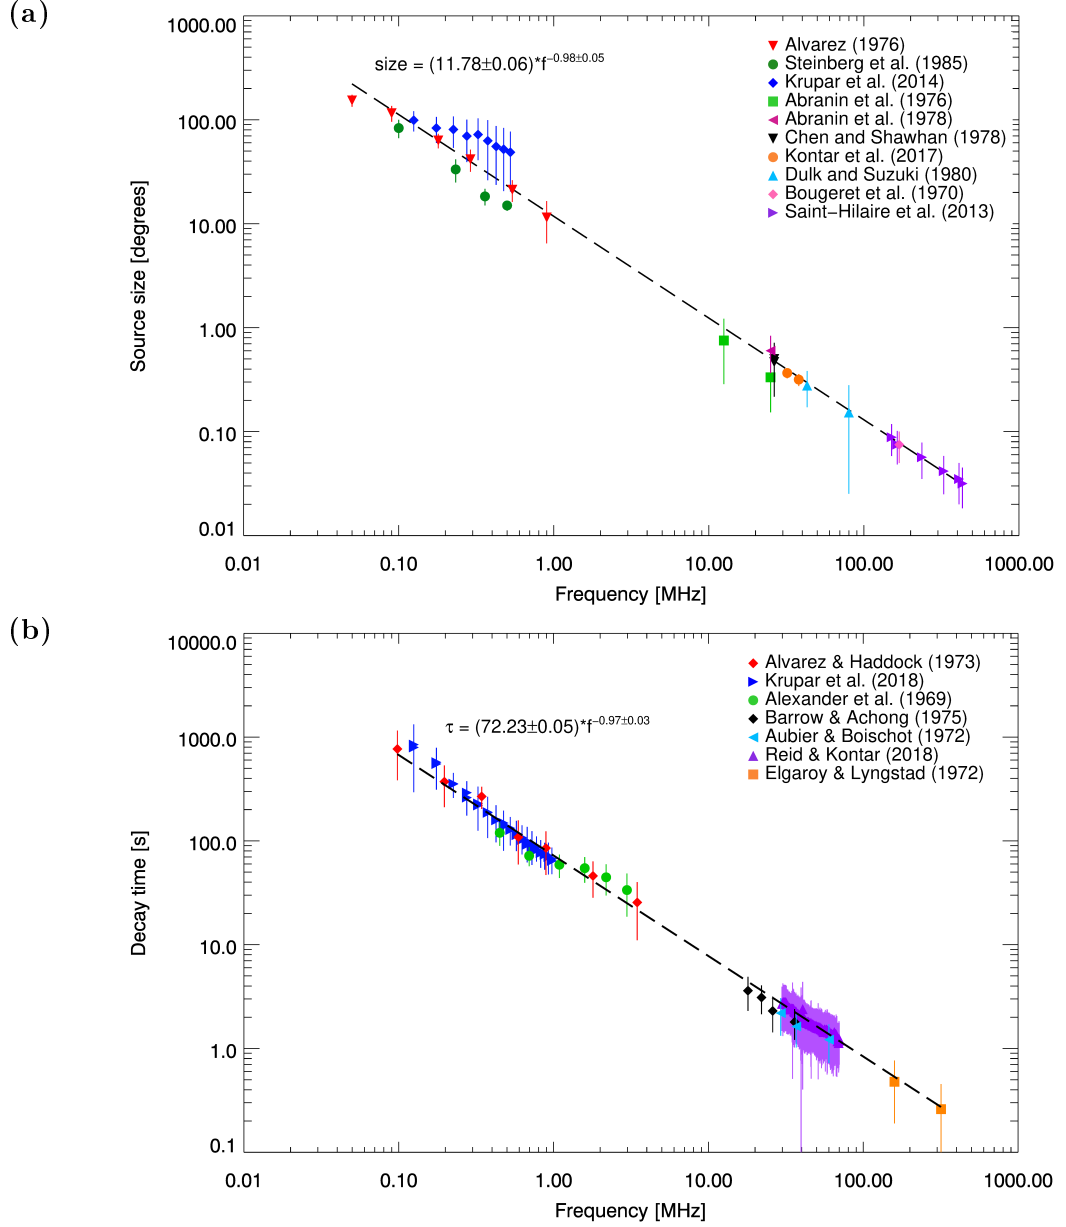 (a)
1000.00
100.00
10.00
1.00
0.10
0.01
Source size [degrees]
size = (11.78±0.06)*f−0.98±0.05
Alvarez (1976)
Steinberg et al. (1985)
Krupar et al. (2014)
Abranin et al. (1976)
Abranin et al. (1978)
Chen and Shawhan (1978)
Kontar et al. (2017)
Dulk and Suzuki (1980)
Bougeret et al. (1970)
Saint−Hilaire et al. (2013)
0.01 0.10 1.00 10.00 100.00 1000.00
Frequency [MHz]
(b)
10000.0
1000.0
100.0
10.0
1.0
0.1
Decay time [s]
τ = (72.23±0.05)*f−0.97±0.03
Alvarez & Haddock (1973)
Krupar et al. (2018)
Alexander et al. (1969)
Barrow & Achong (1975)
Aubier & Boischot (1972)
Reid & Kontar (2018)
Elgaroy & Lyngstad (1972)
0.01 0.10 1.00 10.00 100.00 1000.00
Frequency [MHz]